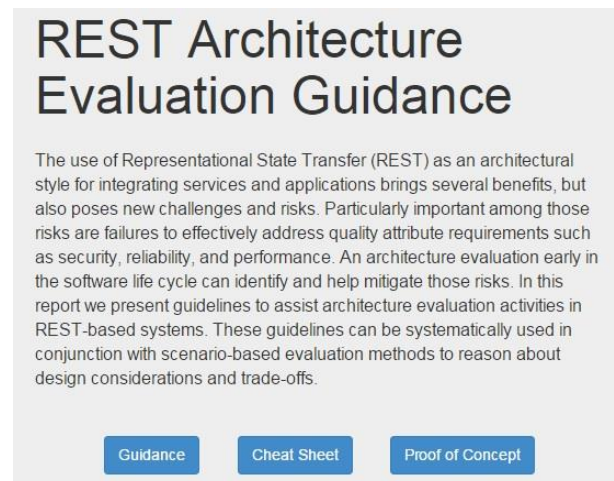 REST Architecture
Evaluation Guidance
The use of Representational State Transfer (REST) as an architectural
style for integrating services and applications brings several benefits, but
also poses new challenges and risks. Particularly important among those
risks are failures to effectively address quality attribute requirements such
as security, reliability, and performance. An architecture evaluation early in
the software life cycle can identify and help mitigate those risks. In this
report we present guidelines to assist architecture evaluation activities in
REST-based systems. These guidelines can be systematically used in
conjunction with scenario-based evaluation methods to reason about
design considerations and trade-offs.
Guidance Cheat Sheet Proof of Concept